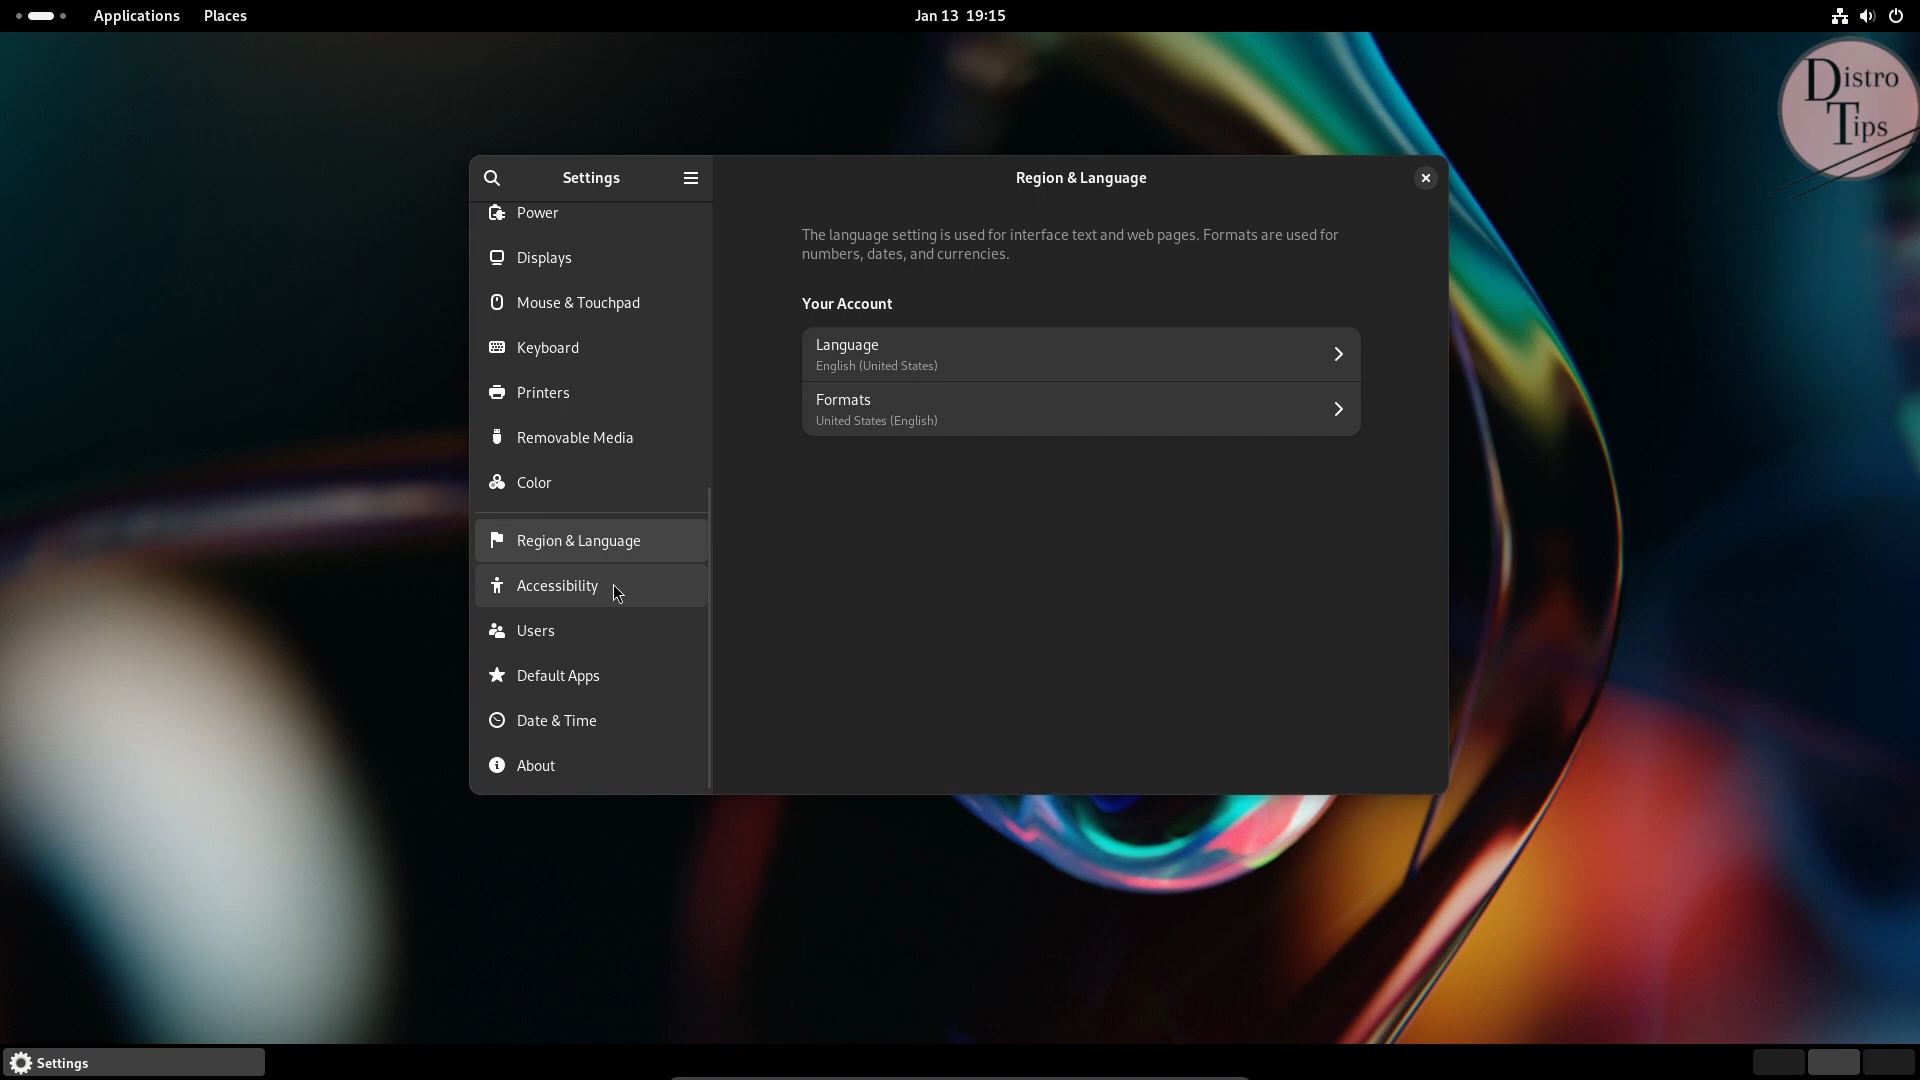 Applications Places Jan 13 19:15
Distro
Tips
Settings
Region & Language
Power
Displays
Mouse & Touchpad
Keyboard
Printers
Removable Media
Color
Region & Language
Accessibility
Users
Default Apps
Date & Time
About
The language setting is used for interface text and web pages. Formats are used for
numbers, dates, and currencies.
Your Account
Language
English (United States)
Formats
United States (English)
Settings